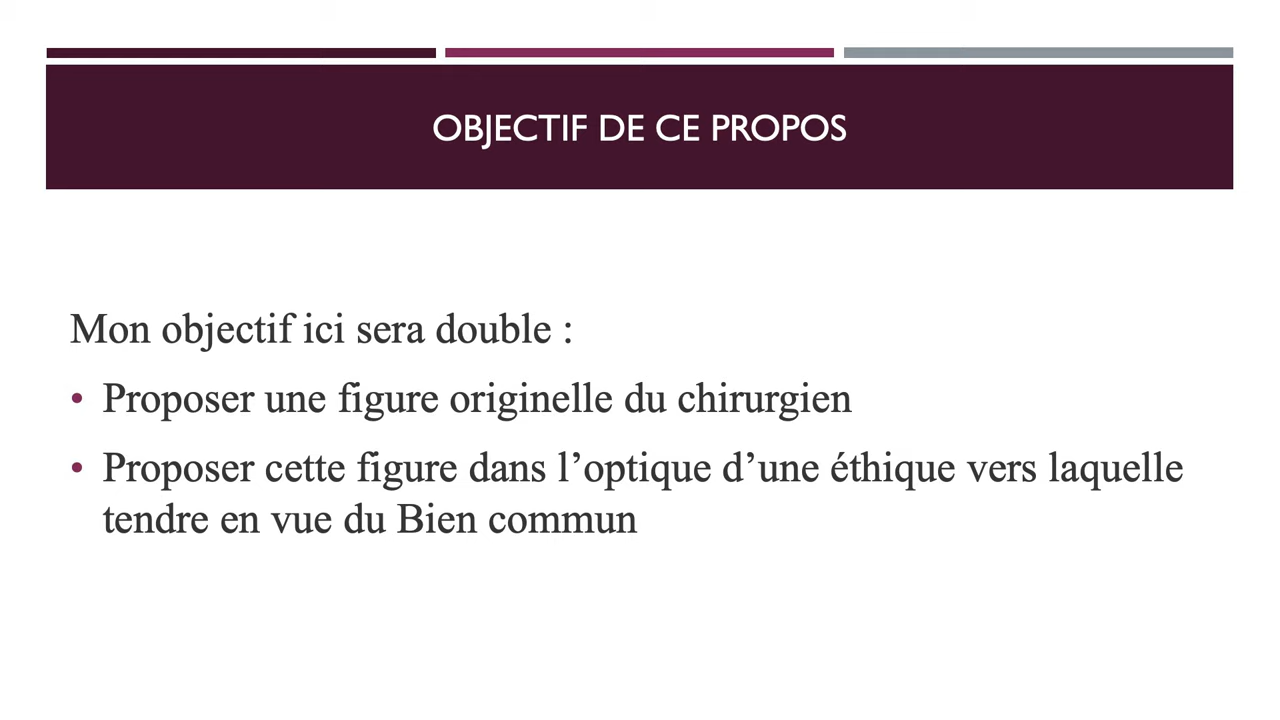 OBJECTIF DE CE PROPOS
Mon objectif ici sera double :
• Proposer une figure originelle du chirurgien
• Proposer cette figure dans l’optique d’une éthique vers laquelle
tendre en vue du Bien commun